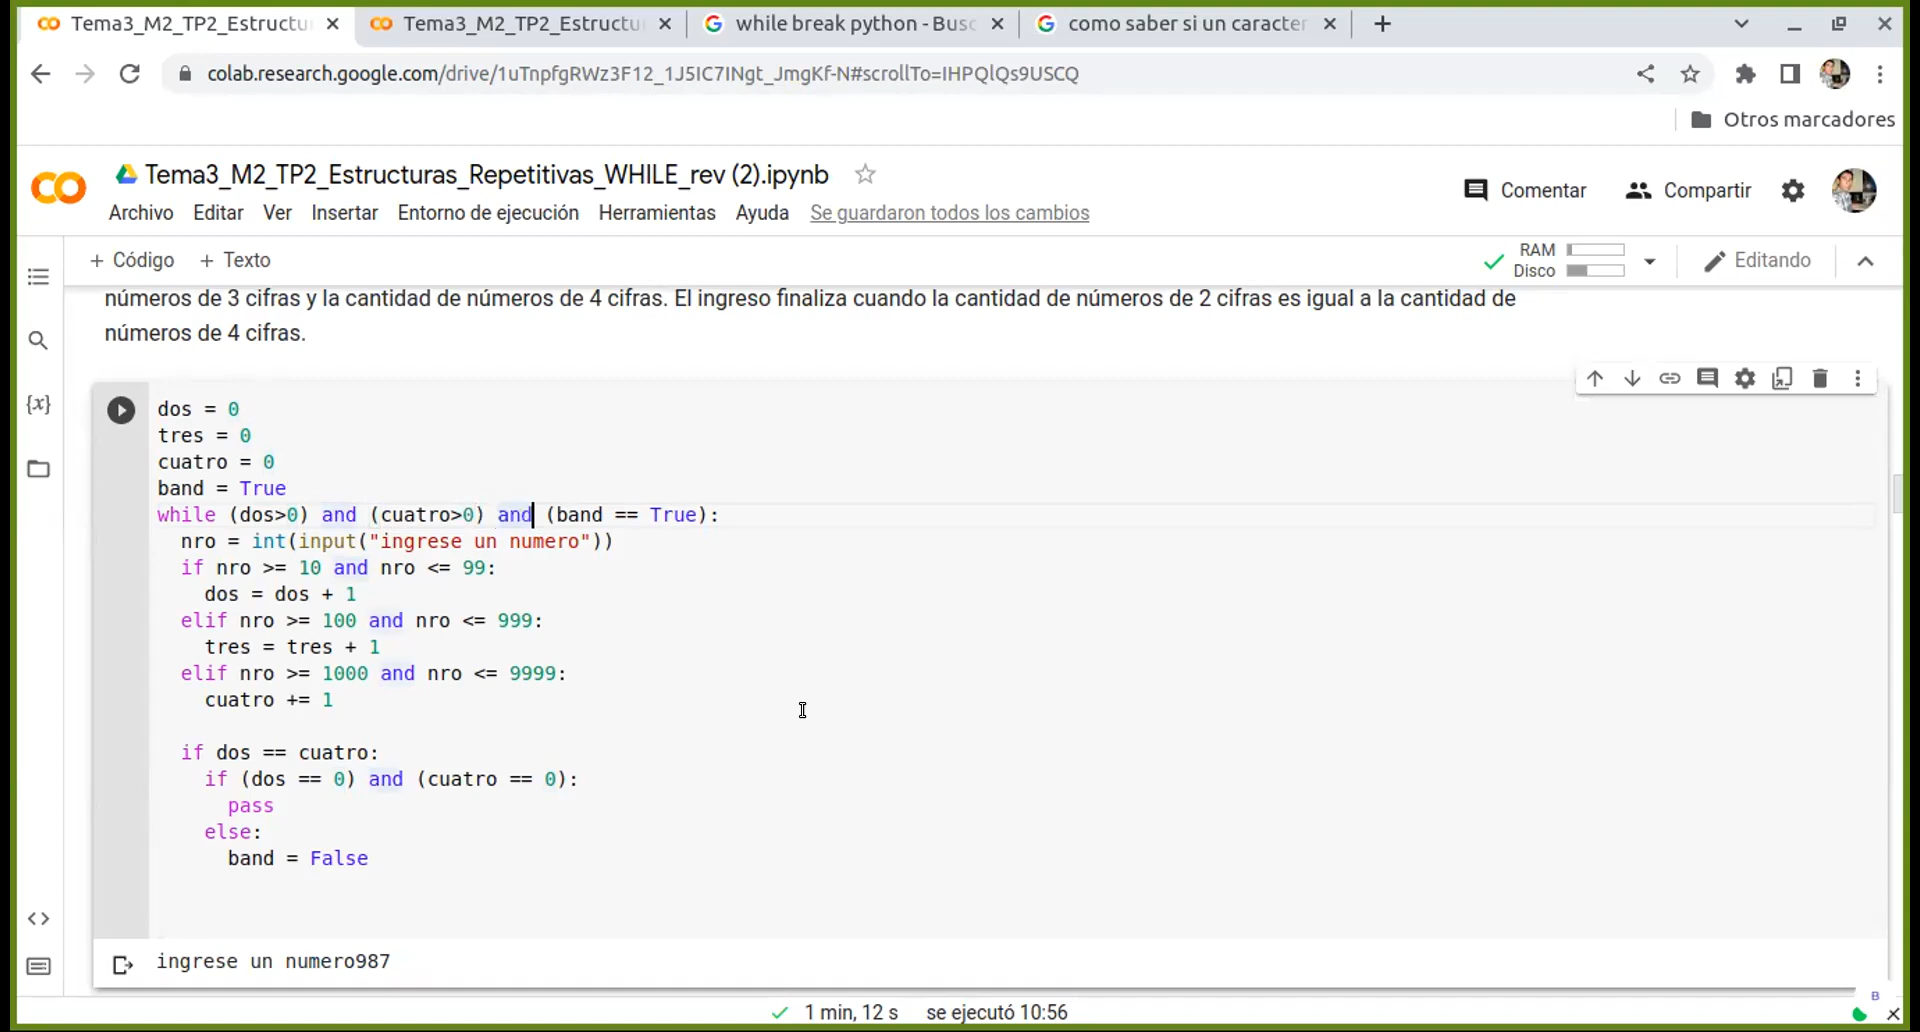 Tema3_M2_TP2_Estructu
Tema3_M2_TP2_Estructu
while break python - Bus
como saber si un caracter
colab.research.google.com/drive/1uTnpfgRWz3F12_1J5IC7INgt_JmgKf-N#scrollTo=IHPQlQs9USCQ
Otros marcadores
Tema3_M2_TP2_Estructuras_Repetitivas_WHILE_rev (2).ipynb
Comentar
Compartir
Archivo Editar Ver Insertar Entorno de ejecución Herramientas Ayuda Se guardaron todos los cambios
+ Código + Texto
RAM
Disco
Editando
números de 3 cifras y la cantidad de números de 4 cifras. El ingreso finaliza cuando la cantidad de números de 2 cifras es igual a la cantidad de
números de 4 cifras.
{x}
dos = 0
tres = 0
cuatro = 0
band = True
while (dos>0) and (cuatro>0) and (band == True):
nro = int(input("ingrese un numero"))
if nro >= 10 and nro <= 99:
dos = dos + 1
elif nro >= 100 and nro <= 999:
tres = tres + 1
elif nro >= 1000 and nro <= 9999:
cuatro += 1
if dos == cuatro:
if (dos == 0) and (cuatro == 0):
pass
else:
band = False
ingrese un numero987
B
1 min, 12 s se ejecutó 10:56